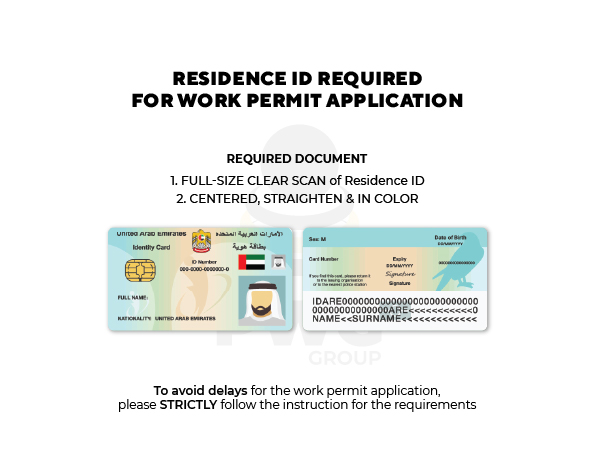 RESIDENCE ID REQUIRED
FOR WORK PERMIT APPLICATION
REQUIRED DOCUMENT
1. FULL-SIZE CLEAR SCAN of Residence ID
2. CENTERED, STRAIGHTEN & IN COLOR
United Arab Emirates
الأمارات العربية المتحدة
Identity Card
بطاقة هوية
ID Number
000-0000-0000000-0
FULL NAME:
NATIONALITY: UNITED ARAB EMIRATES
Sex: M
Date of Birth
DD/MM/YYYY
Card Number
Expiry
DD/MM/YYYY
Signature
Signature
If you find this card, please return it
to the issuing organisation
or to the nearest police station
NAME<<SURNAME<<<<<<<<<<<<<
GROUP
To avoid delays for the work permit application,
please STRICTLY follow the instruction for the requirements